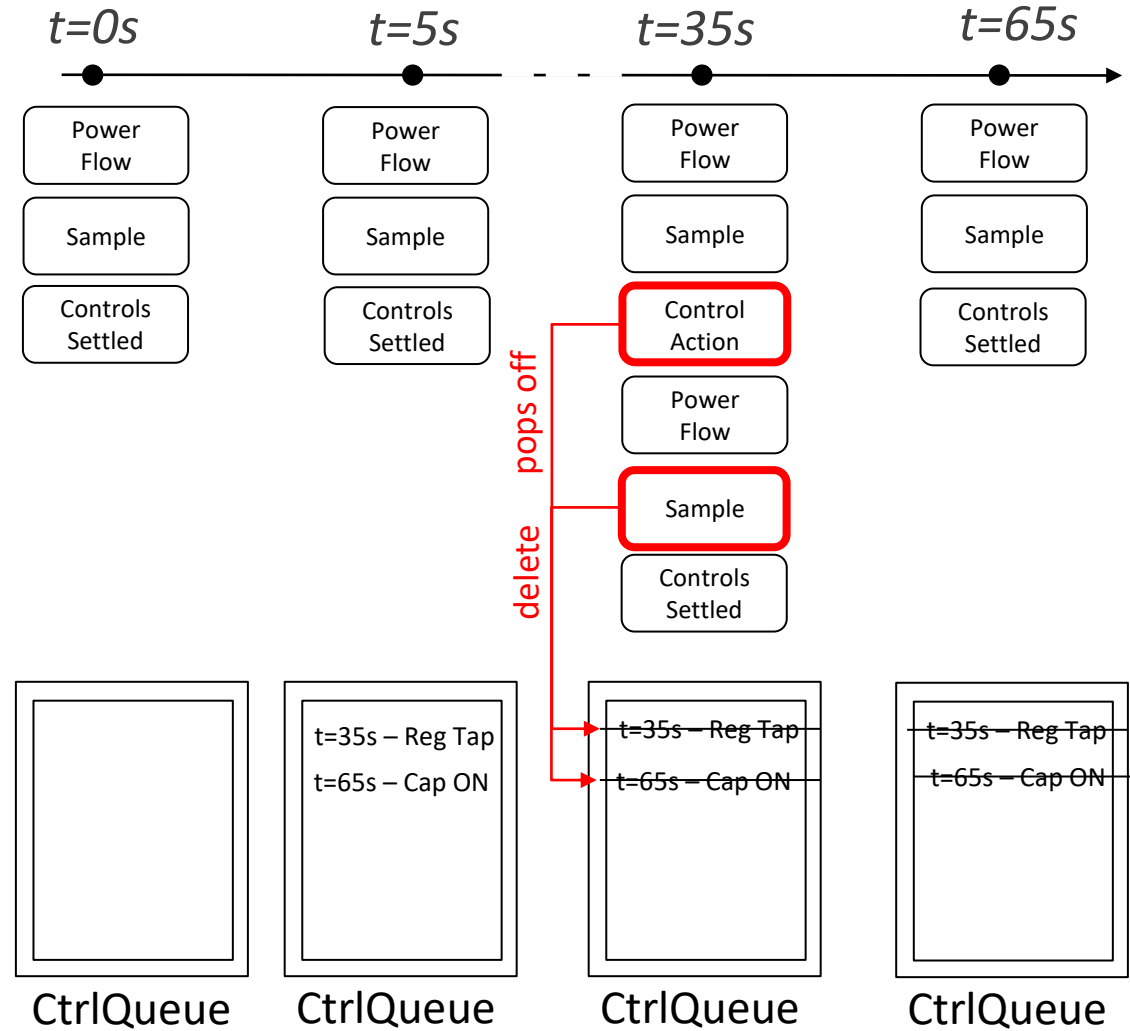 t=0s
t=5s
t=35s
t=65s
Power
Flow
Sample
Controls
Settled
Power
Flow
Sample
Controls
Settled
Power
Flow
Sample
Control
Action
Power
Flow
Sample
Controls
Settled
Power
Flow
Sample
Controls
Settled
pops off
delete
t=35s – Reg Tap
t=65s – Cap ON
t=35s – Reg Tap
t=65s – Cap ON
t=35s – Reg Tap
t=65s – Cap ON
CtrlQueue
CtrlQueue
CtrlQueue
CtrlQueue